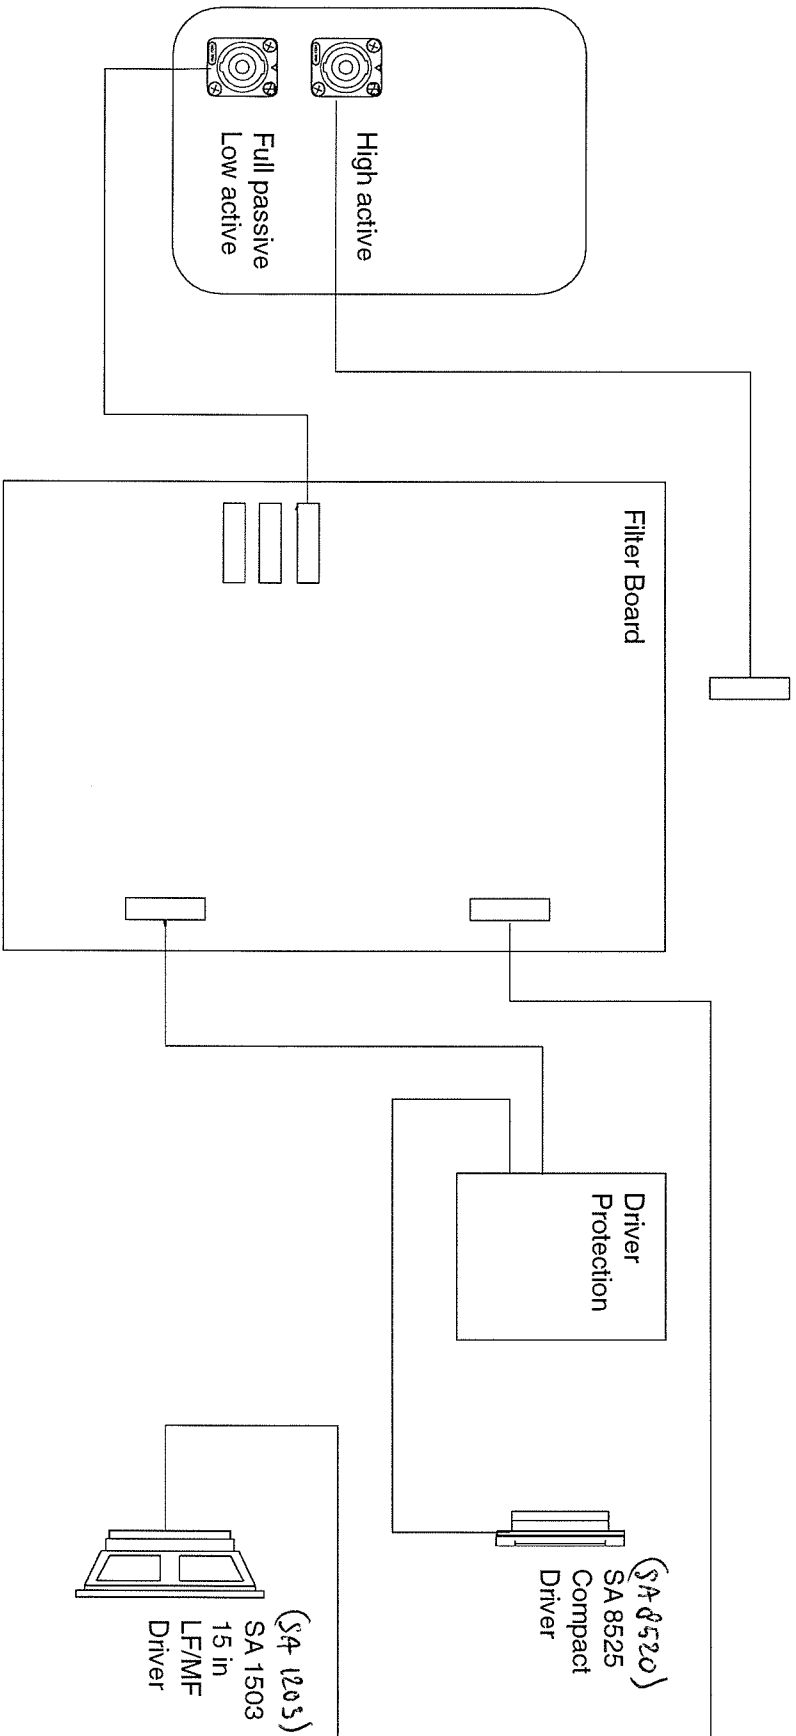 High active
Full passive
Low active
Filter Board
Driver
Protection
(SA 8520)
SA 8525
Compact
Driver
(SA 1203)
SA 1503
15 in
LF/MF
Driver